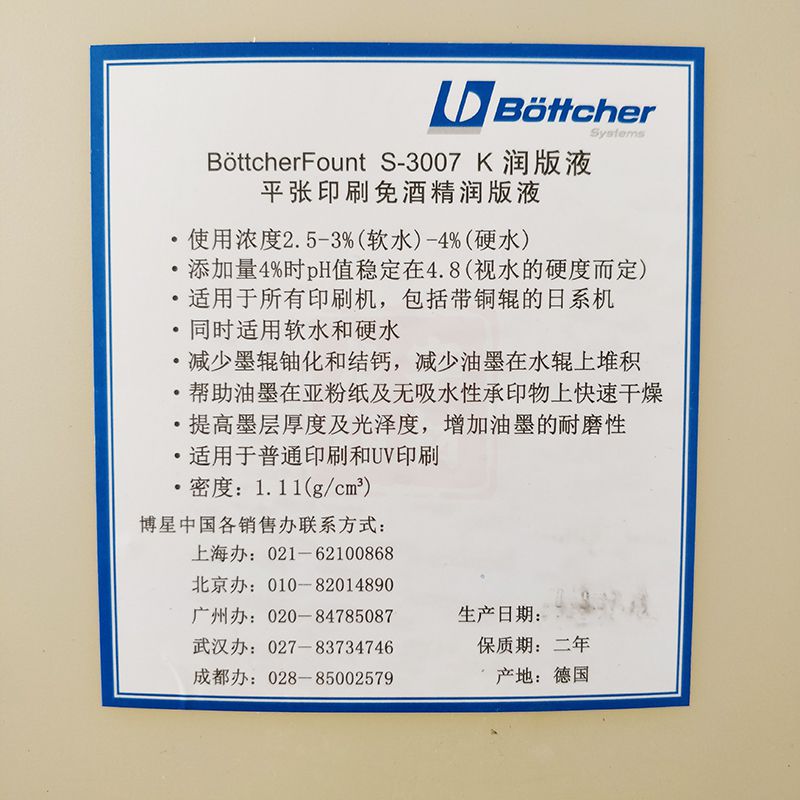 Böttcher
Systems
BöttcherFount S-3007 K 润版液
平张印刷免酒精润版液
·使用浓度2.5-3%(软水)-4%(硬水)
·添加量4%时pH值稳定在4.8(视水的硬度而定)
·适用于所有印刷机，包括带铜辊的日系机
·同时适用软水和硬水
·减少墨辊铀化和结钙，减少油墨在水辊上堆积
·帮助油墨在亚粉纸及无吸水性承印物上快速干燥
·提高墨层厚度及光泽度，增加油墨的耐磨性
·适用于普通印刷和UV印刷
·密度：1.11(g/cm³)
博星中国各销售办联系方式：
上海办：021-62100868
北京办：010-82014890
广州办：020-84785087
武汉办：027-83734746
成都办：028-85002579
生产日期：
保质期：二年
产地：德国